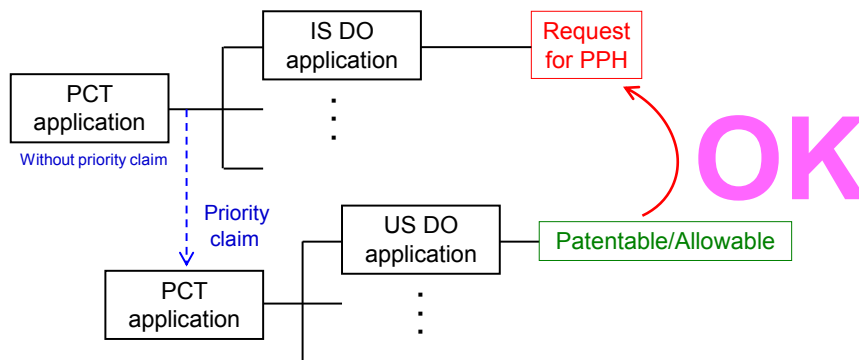 IS DO
application
Request
for PPH
PCT
application
Without priority claim
OK
Priority
claim
US DO
application
Patentable/Allowable
PCT
application